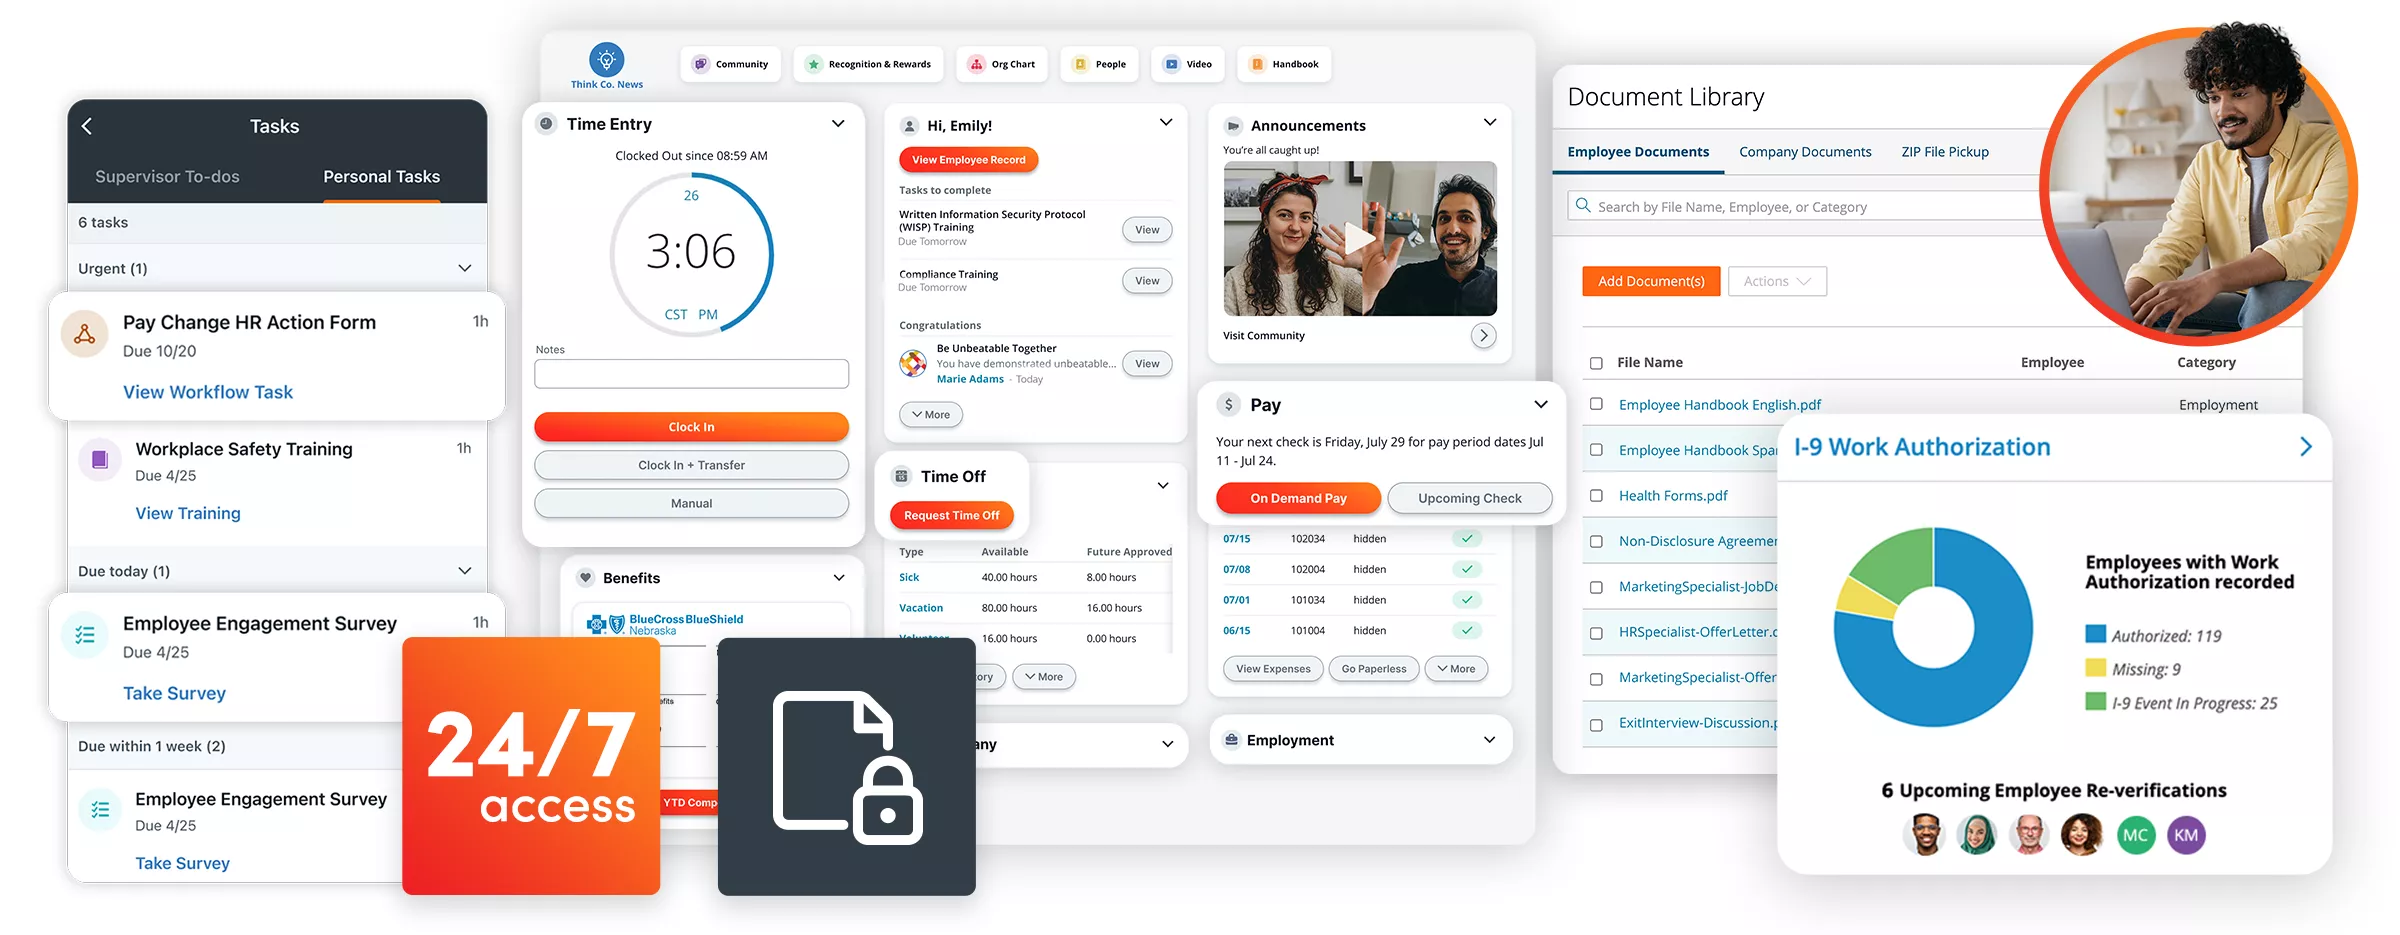 Tasks
Supervisor To-dos
Personal Tasks
6 tasks
Urgent (1)
Pay Change HR Action Form
1h
Due 10/20
View Workflow Task
Workplace Safety Training
1h
Due 4/25
View Training
Due today (1)
Employee Engagement Survey
1h
Due 4/25
Take Survey
Due within 1 week (2)
Employee Engagement Survey
Due 4/25
Take Survey
24/7
access
Think Co. News
Community
Recognition & Rewards
Org Chart
People
Video
Handbook
Time Entry
Clocked Out since 08:59 AM
26
3:06
CST PM
Notes
Clock In
Clock In + Transfer
Manual
Benefits
BlueCross BlueShield
Nebraska
YTD
Hi, Emily!
View Employee Record
Tasks to complete
Written Information Security Protocol
(WISP) Training
Due Tomorrow
View
Compliance Training
Due Tomorrow
View
Congratulations
Be Unbeatable Together
You have demonstrated unbeatable...
Marie Adams - Today
View
More
Time Off
Request Time Off
Type Available Future Approved
Sick 40.00 hours 8.00 hours
Vacation 80.00 hours 16.00 hours
Volunteer 16.00 hours 0.00 hours
More
Announcements
You're all caught up!
Visit Community
Pay
Your next check is Friday, July 29 for pay period dates Jul
11 - Jul 24.
On Demand Pay
Upcoming Check
07/15 102034 hidden
07/08 102004 hidden
07/01 101034 hidden
06/15 101004 hidden
View Expenses
Go Paperless
More
Employment
Document Library
Employee Documents
Company Documents
ZIP File Pickup
Search by File Name, Employee, or Category
Add Document(s)
Actions
File Name Employee Category
Employee Handbook English.pdf Employment
Employee Handbook Spa
Health Forms.pdf
Non-Disclosure Agreemen
MarketingSpecialist-JobDe
HRSpecialist-OfferLetter.
MarketingSpecialist-Offer
ExitInterview-Discussion.
I-9 Work Authorization
Employees with Work
Authorization recorded
Authorized: 119
Missing: 9
I-9 Event In Progress: 25
6 Upcoming Employee Re-verifications
MC
KM